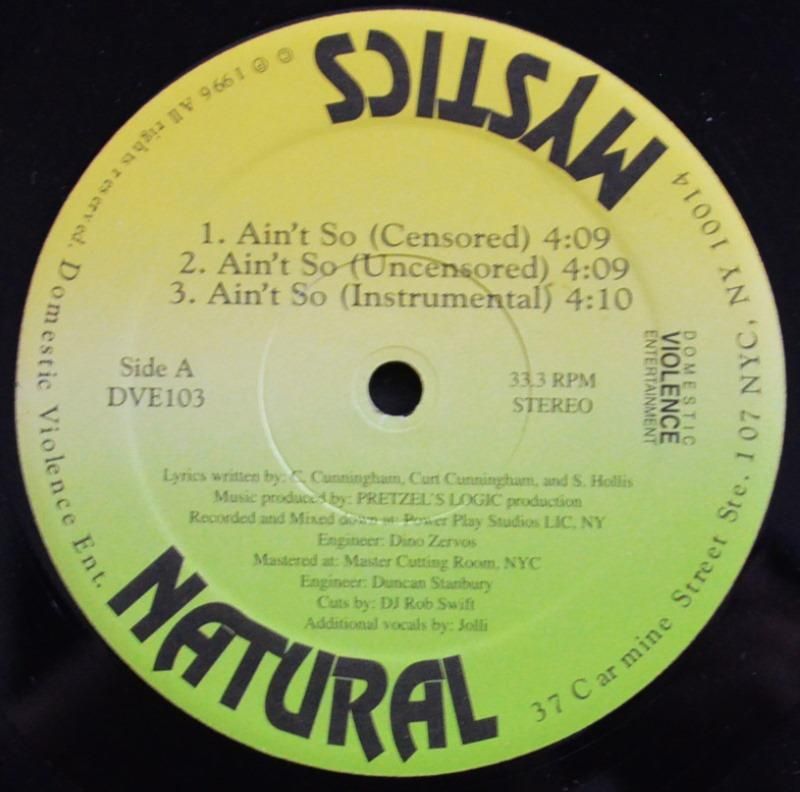 NATURAL
MYSTICS
1. Ain't So (Censored) 4:09
2. Ain't So (Uncensored) 4:09
3. Ain't So (Instrumental) 4:10
Side A
DVE103
33.3 RPM
STEREO
DOMESTIC
VIOLENCE
ENTERTAINMENT
Lyrics written by: C. Cunningham, Curt Cunningham, and S. Hollis
Music produced by: PRETZEL'S LOGIC production
Recorded and Mixed down at: Power Play Studios LIC, NY
Engineer: Dino Zervos
Mastered at: Master Cutting Room, NYC
Engineer: Duncan Stanbury
Cuts by: DJ Rob Swift
Additional vocals by: Jolli
© ℗ 1996 All rights reserved. Domestic Violence Ent.
37 Carmine Street Ste. 107 NYC, NY 10014